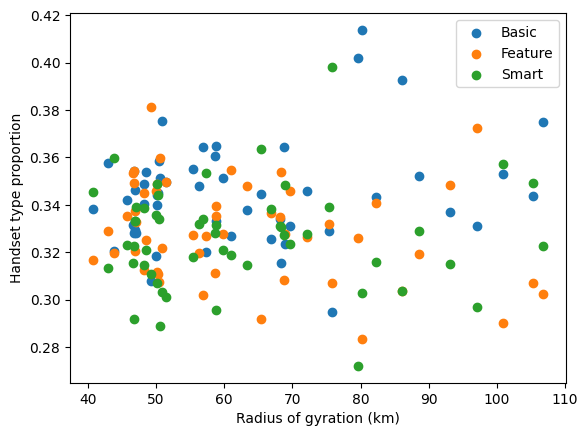 0.42
0.40
0.38
0.36
0.34
0.32
0.30
0.28
Handset type proportion
Basic
Feature
Smart
40 50 60 70 80 90 100 110
Radius of gyration (km)